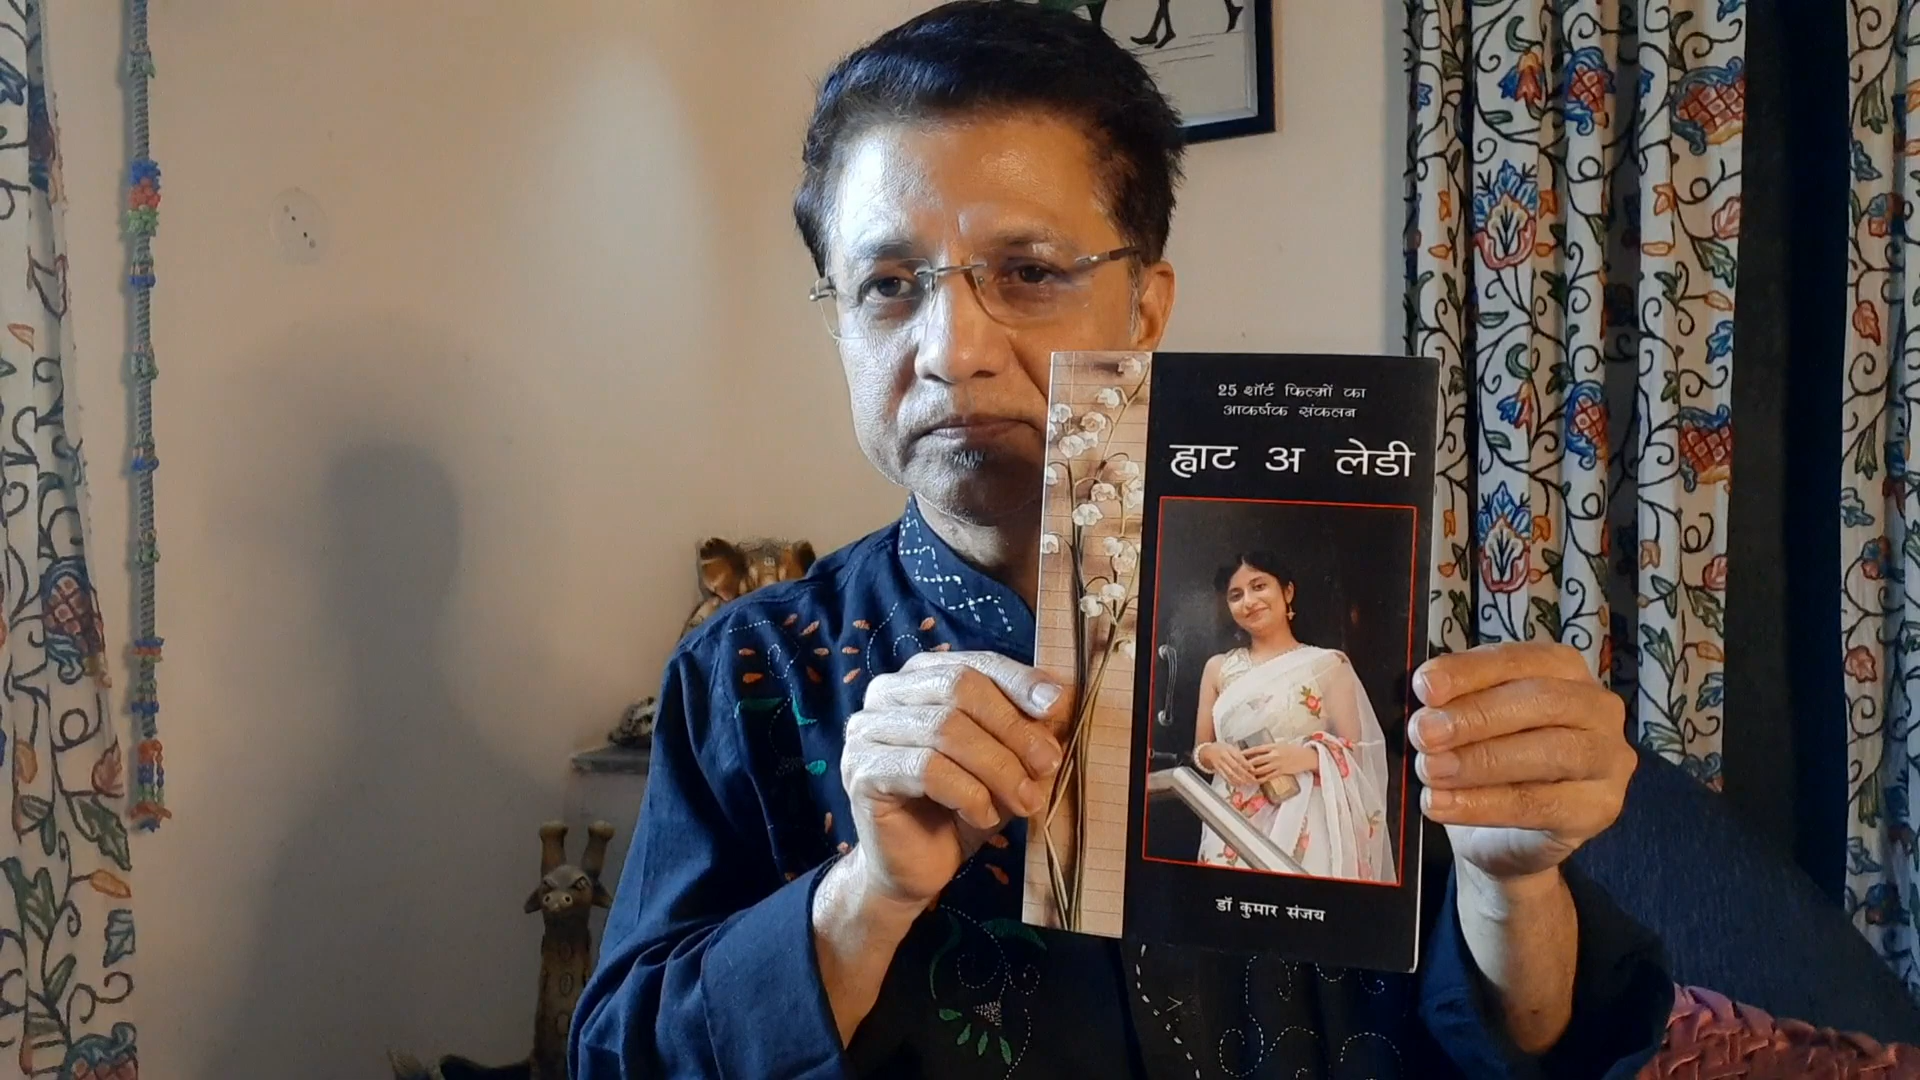 25 शॉर्ट फिल्मों का
आकर्षक संकलन
ह्वाट अ लेडी
डॉ कुमार संजय